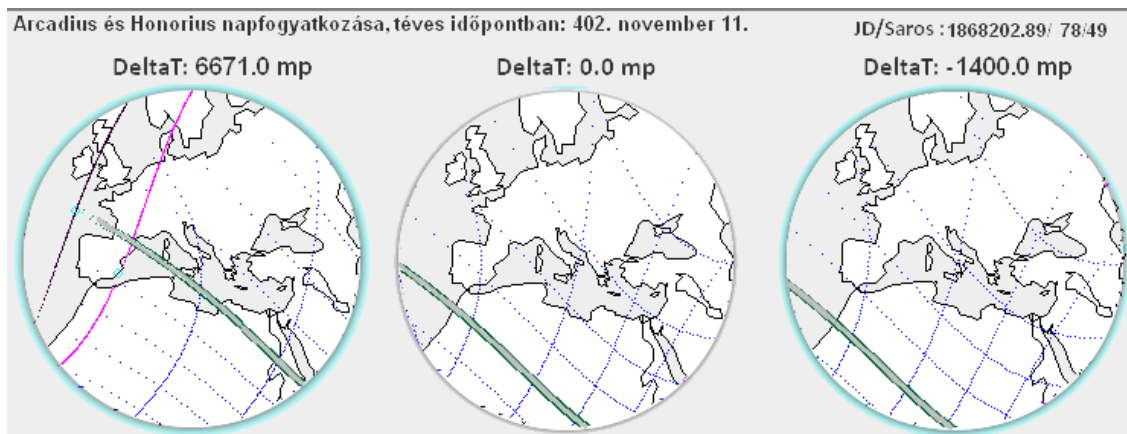 Arcadius és Honorius napfogyatkozása, téves időpontban: 402. november 11. JD/Saros : 1868202.89/ 78/49
DeltaT: 6671.0 mp DeltaT: 0.0 mp DeltaT: -1400.0 mp